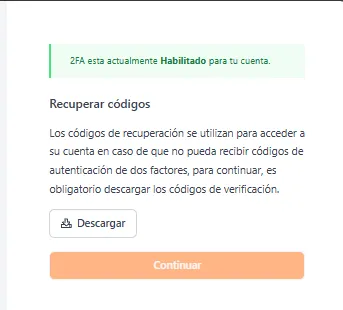 2FA esta actualmente Habilitado para tu cuenta.
Recuperar códigos
Los códigos de recuperación se utilizan para acceder a
su cuenta en caso de que no pueda recibir códigos de
autenticación de dos factores, para continuar, es
obligatorio descargar los códigos de verificación.
Descargar
Continuar